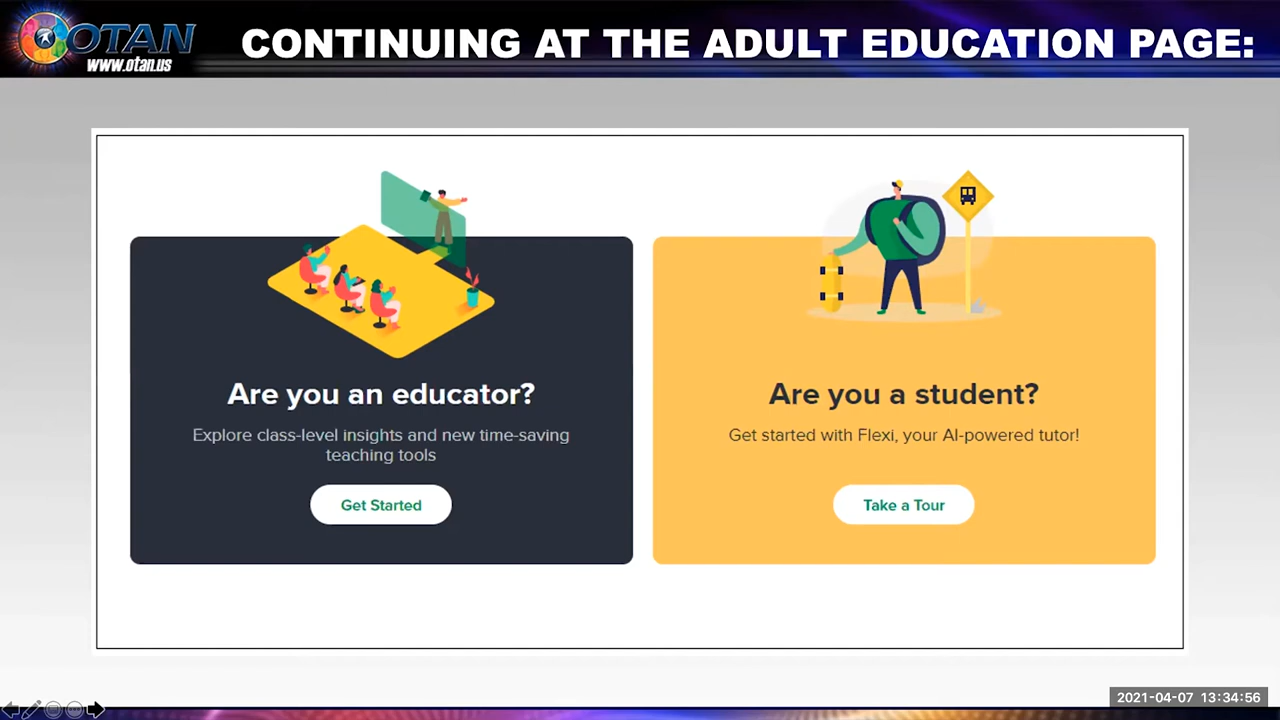 OTAN
www.otan.us
CONTINUING AT THE ADULT EDUCATION PAGE:
Are you an educator?
Explore class-level insights and new time-saving
teaching tools
Get Started
Are you a student?
Get started with Flexi, your AI-powered tutor!
Take a Tour
2021-04-07 13:34:56